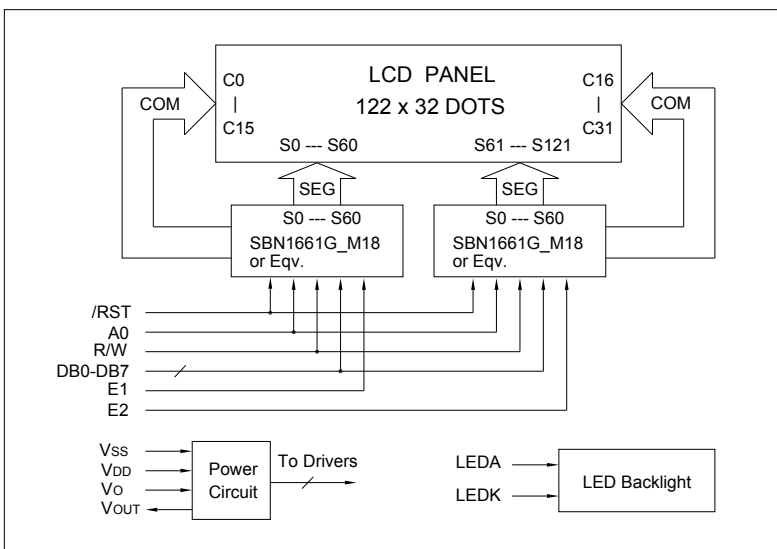 LCD PANEL
122 x 32 DOTS
C0
|
C15
C16
|
C31
COM
COM
S0 --- S60
S61 --- S121
SEG
SEG
S0 --- S60
SBN1661G_M18
or Eqv.
S0 --- S60
SBN1661G_M18
or Eqv.
/RST
A0
R/W
DB0-DB7
E1
E2
VSS
VDD
VO
VOUT
Power
Circuit
To Drivers
LEDA
LEDK
LED Backlight